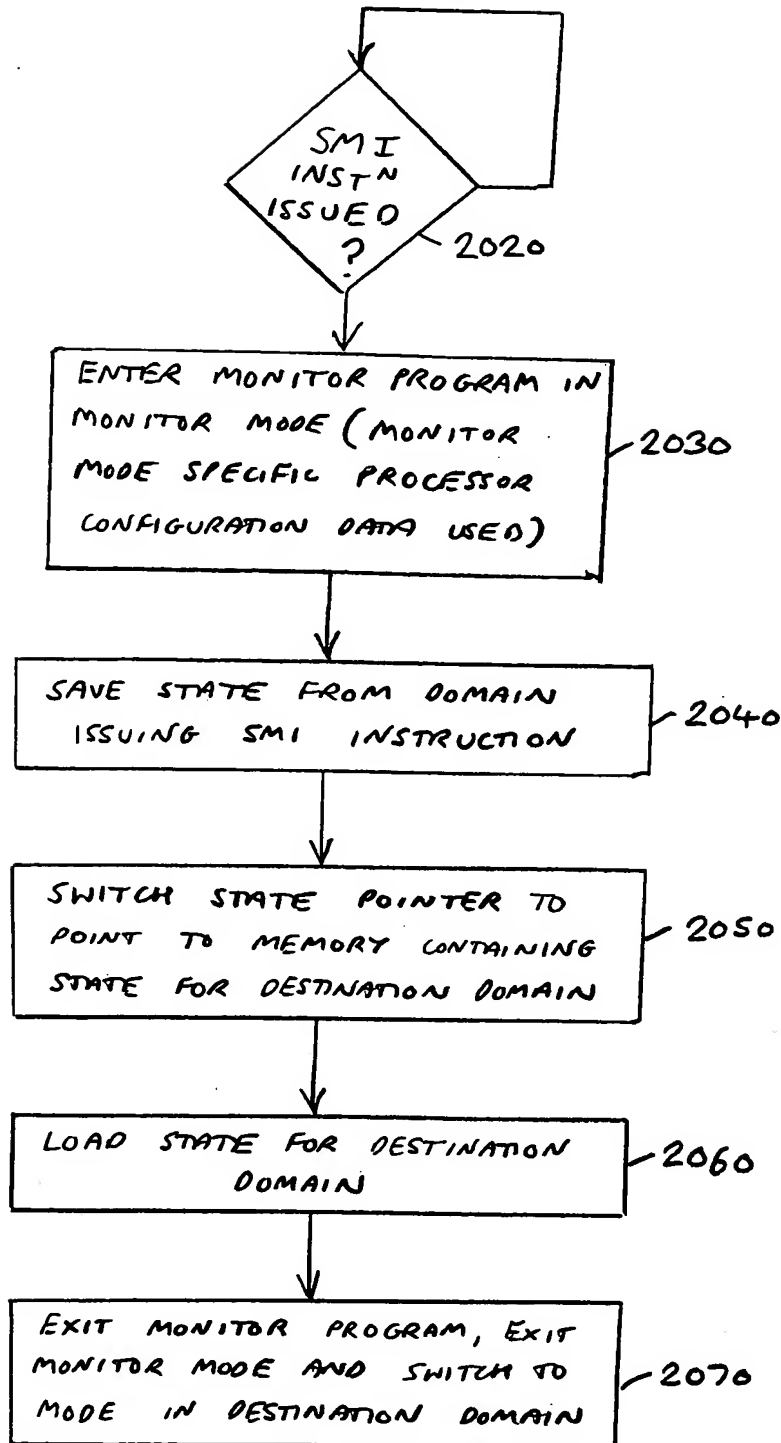 SMI
INSTN
ISSUED
?
2020
ENTER MONITOR PROGRAM IN
MONITOR MODE (MONITOR
MODE SPECIFIC PROCESSOR
CONFIGURATION DATA USED)
2030
SAVE STATE FROM DOMAIN
ISSUING SMI INSTRUCTION
2040
SWITCH STATE POINTER TO
POINT TO MEMORY CONTAINING
STATE FOR DESTINATION DOMAIN
2050
LOAD STATE FOR DESTINATION
DOMAIN
2060
EXIT MONITOR PROGRAM, EXIT
MONITOR MODE AND SWITCH TO
MODE IN DESTINATION DOMAIN
2070